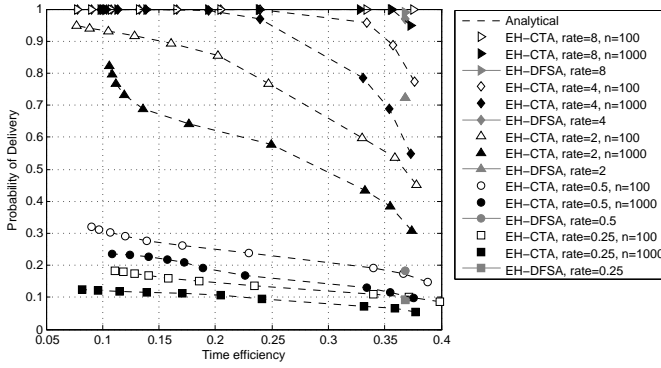 1
0.9
0.8
0.7
0.6
0.5
0.4
0.3
0.2
0.1
0
Probability of Delivery
0.05 0.1 0.15 0.2 0.25 0.3 0.35 0.4
Time efficiency
Analytical
EH−CTA, rate=8, n=100
EH−CTA, rate=8, n=1000
EH−DFSA, rate=8
EH−CTA, rate=4, n=100
EH−CTA, rate=4, n=1000
EH−DFSA, rate=4
EH−CTA, rate=2, n=100
EH−CTA, rate=2, n=1000
EH−DFSA, rate=2
EH−CTA, rate=0.5, n=100
EH−CTA, rate=0.5, n=1000
EH−DFSA, rate=0.5
EH−CTA, rate=0.25, n=100
EH−CTA, rate=0.25, n=1000
EH−DFSA, rate=0.25